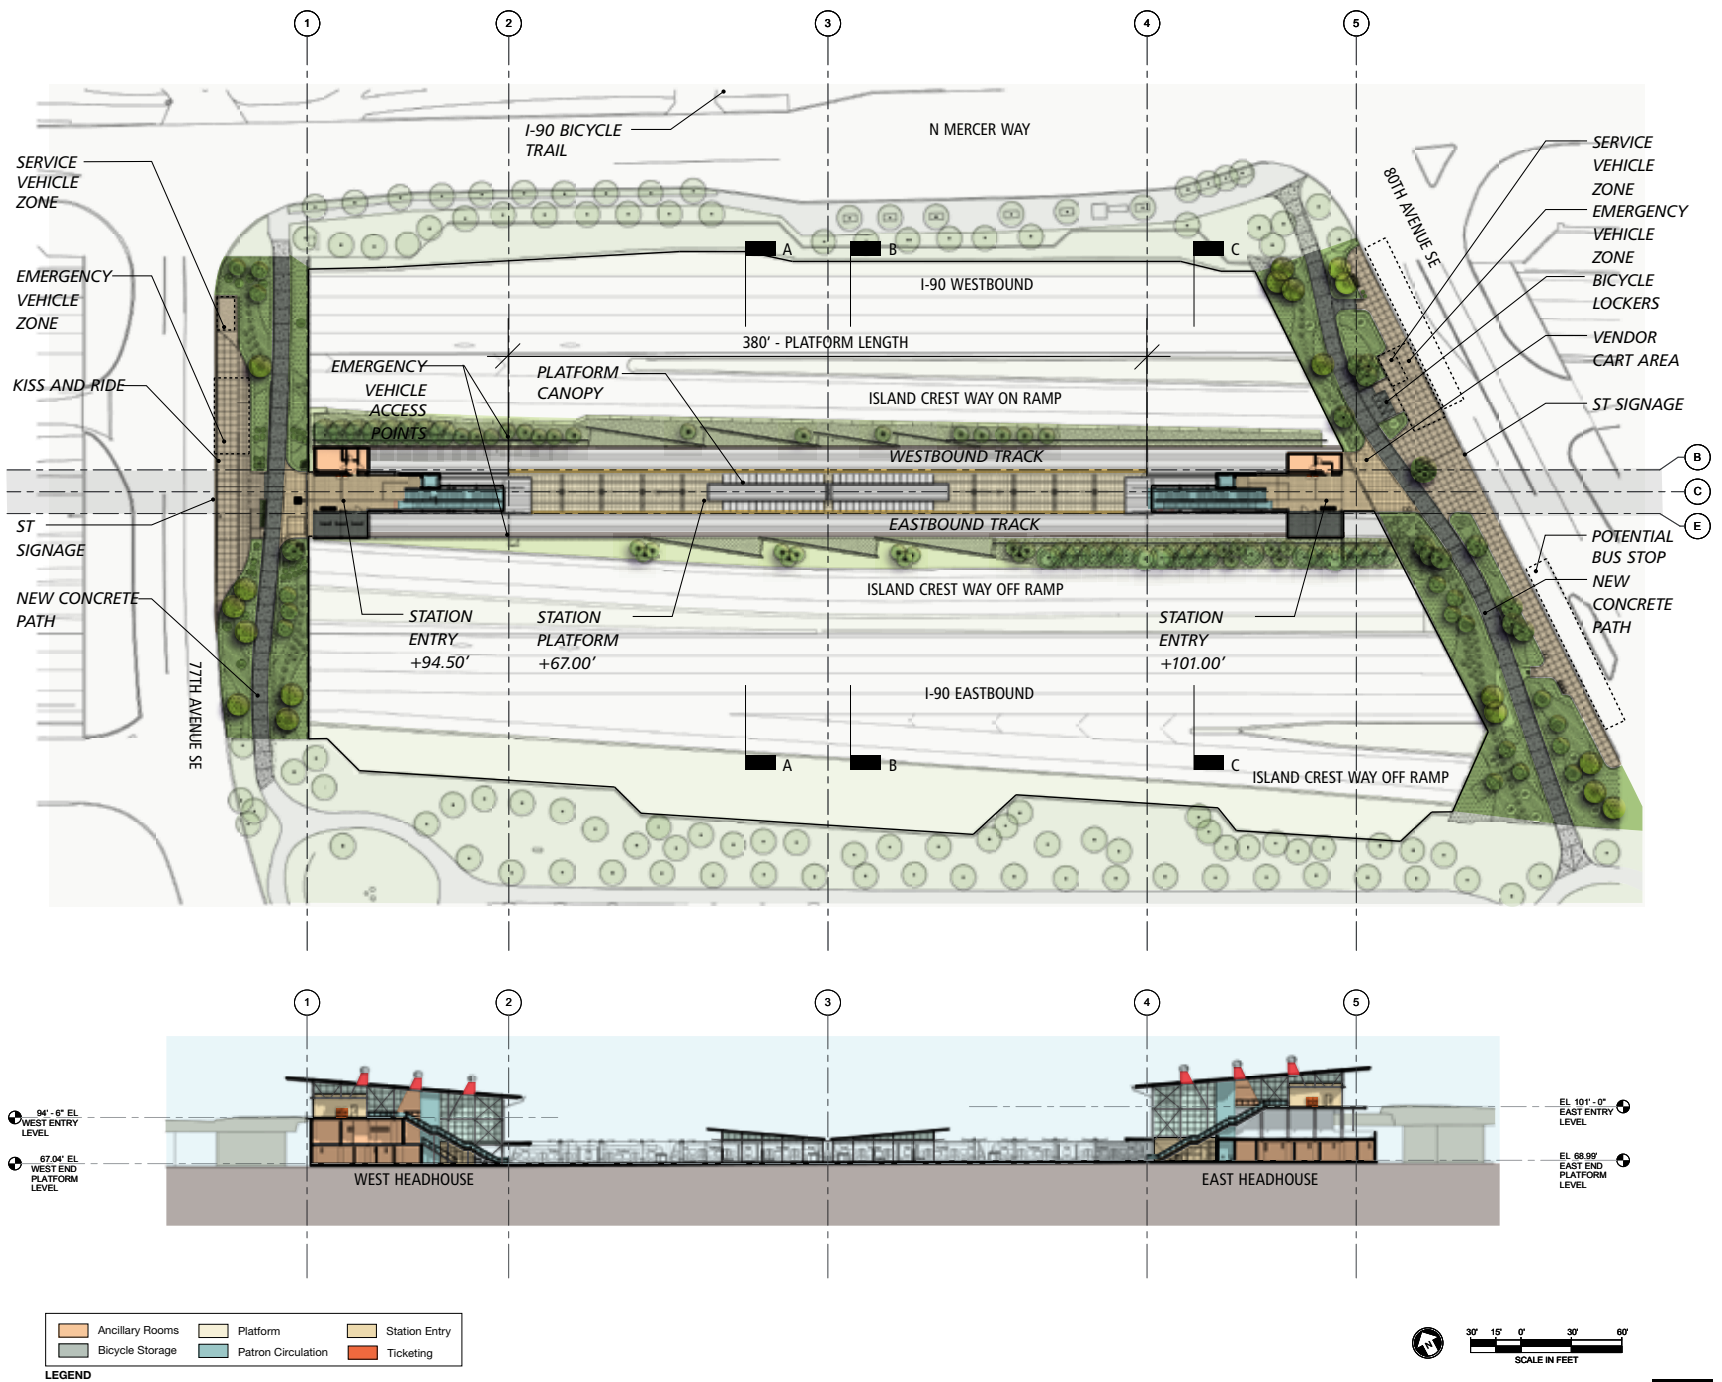 1
2
3
4
5
I-90 BICYCLE
TRAIL
N MERCER WAY
SERVICE
VEHICLE
ZONE
EMERGENCY
VEHICLE
ZONE
KISS AND RIDE
ST
SIGNAGE
NEW CONCRETE
PATH
77TH AVENUE SE
A
B
C
I-90 WESTBOUND
380' - PLATFORM LENGTH
EMERGENCY
VEHICLE
ACCESS
POINTS
PLATFORM
CANOPY
ISLAND CREST WAY ON RAMP
WESTBOUND TRACK
EASTBOUND TRACK
ISLAND CREST WAY OFF RAMP
STATION
ENTRY
+94.50'
STATION
PLATFORM
+67.00'
STATION
ENTRY
+101.00'
I-90 EASTBOUND
A
B
C
ISLAND CREST WAY OFF RAMP
80TH AVENUE SE
SERVICE
VEHICLE
ZONE
EMERGENCY
VEHICLE
ZONE
BICYCLE
LOCKERS
VENDOR
CART AREA
ST SIGNAGE
B
C
E
POTENTIAL
BUS STOP
NEW
CONCRETE
PATH
1
2
3
4
5
94' - 6" EL
WEST ENTRY
LEVEL
67.04' EL
WEST END
PLATFORM
LEVEL
WEST HEADHOUSE
EAST HEADHOUSE
EL 101' - 0"
EAST ENTRY
LEVEL
EL 68.99'
EAST END
PLATFORM
LEVEL
Ancillary Rooms
Platform
Station Entry
Bicycle Storage
Patron Circulation
Ticketing
LEGEND
N
30' 15' 0' 30' 60'
SCALE IN FEET